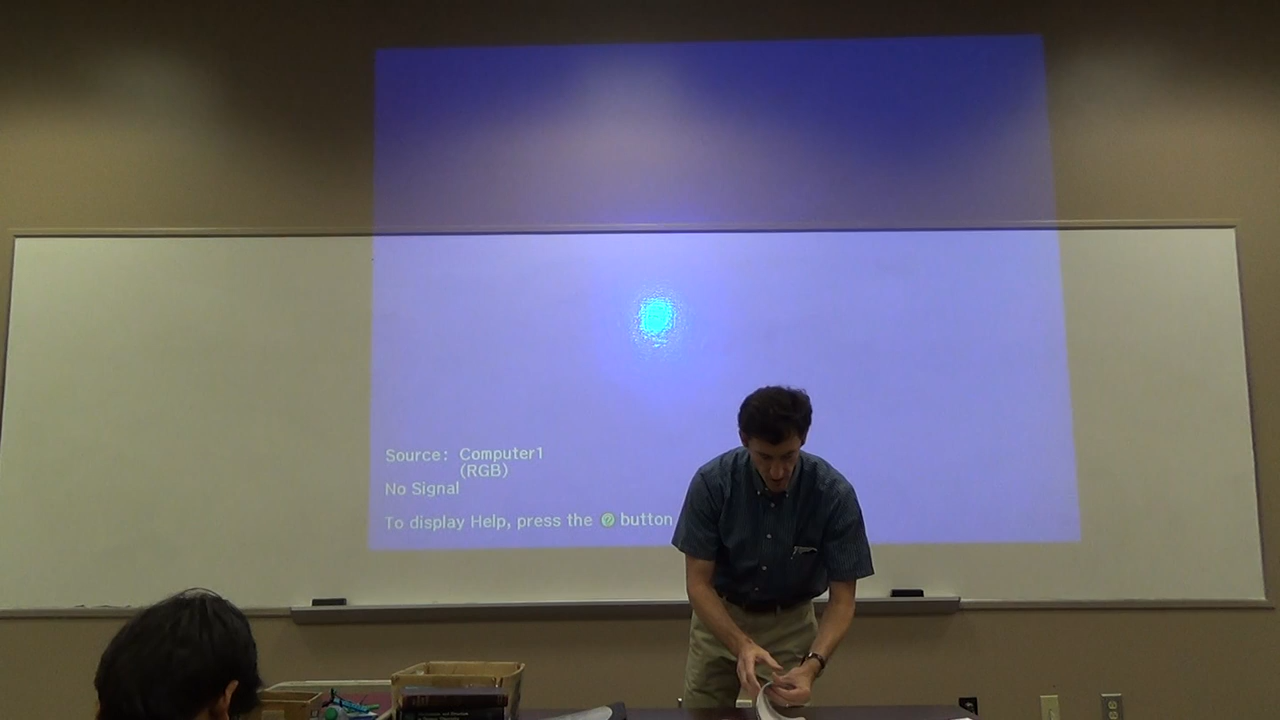 Source: Computer1
(RGB)
No Signal
To display Help, press the ? button